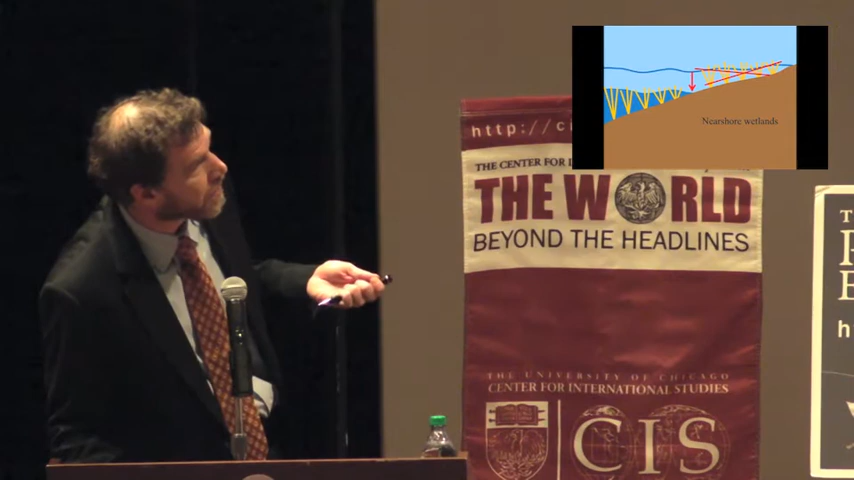 Nearshore wetlands
http://c
THE CENTER FOR
THE WORLD
BEYOND THE HEADLINES
THE UNIVERSITY OF CHICAGO
CENTER FOR INTERNATIONAL STUDIES
CIS